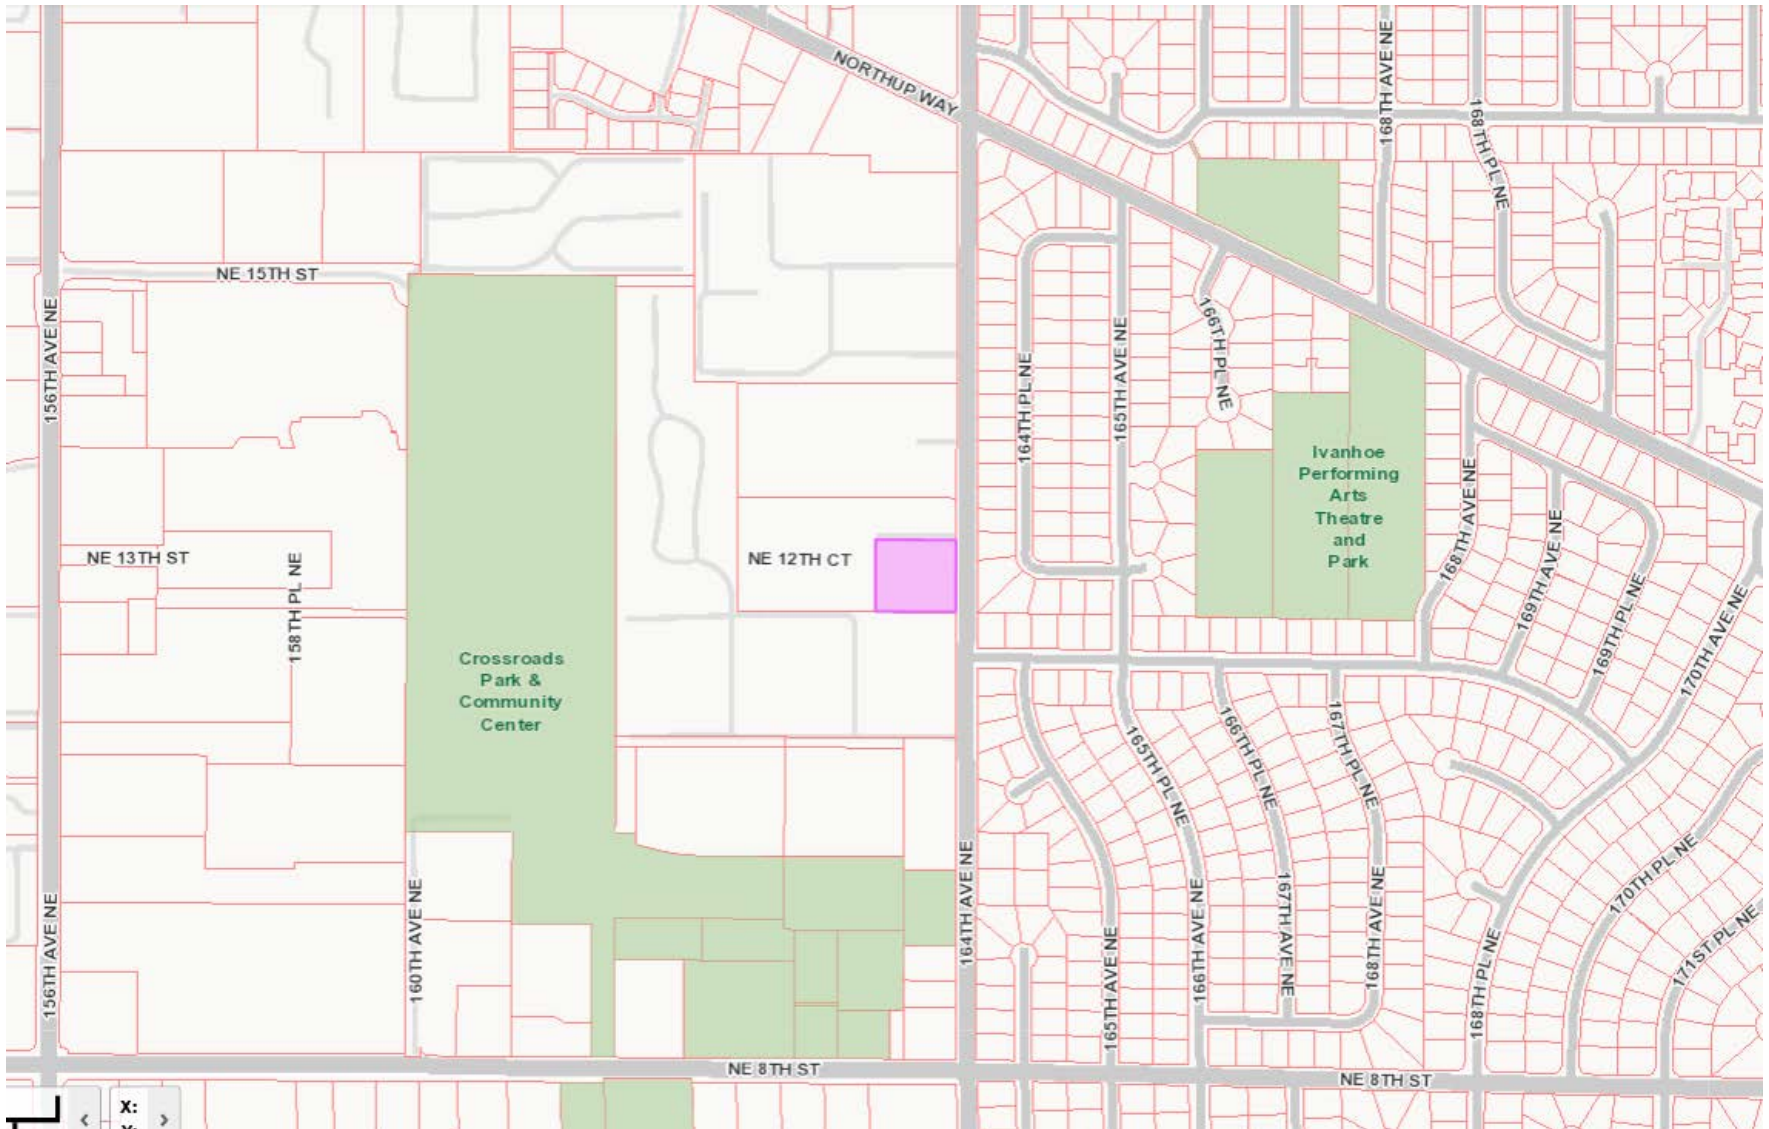 NORTHUP WAY
168TH AVE NE
168TH PL NE
NE 15TH ST
156TH AVE NE
166TH PL NE
164TH PL NE
165TH AVE NE
Ivanhoe
Performing
Arts
Theatre
and
Park
168TH AVE NE
169TH AVE NE
169TH PL NE
170TH AVE NE
NE 13TH ST
158TH PL NE
NE 12TH CT
Crossroads
Park &
Community
Center
165TH PL NE
166TH PL NE
167TH PL NE
170TH PL NE
171ST PL NE
156TH AVE NE
160TH AVE NE
164TH AVE NE
165TH AVE NE
166TH AVE NE
167TH AVE NE
168TH AVE NE
168TH PL NE
NE 8TH ST
NE 8TH ST
X: